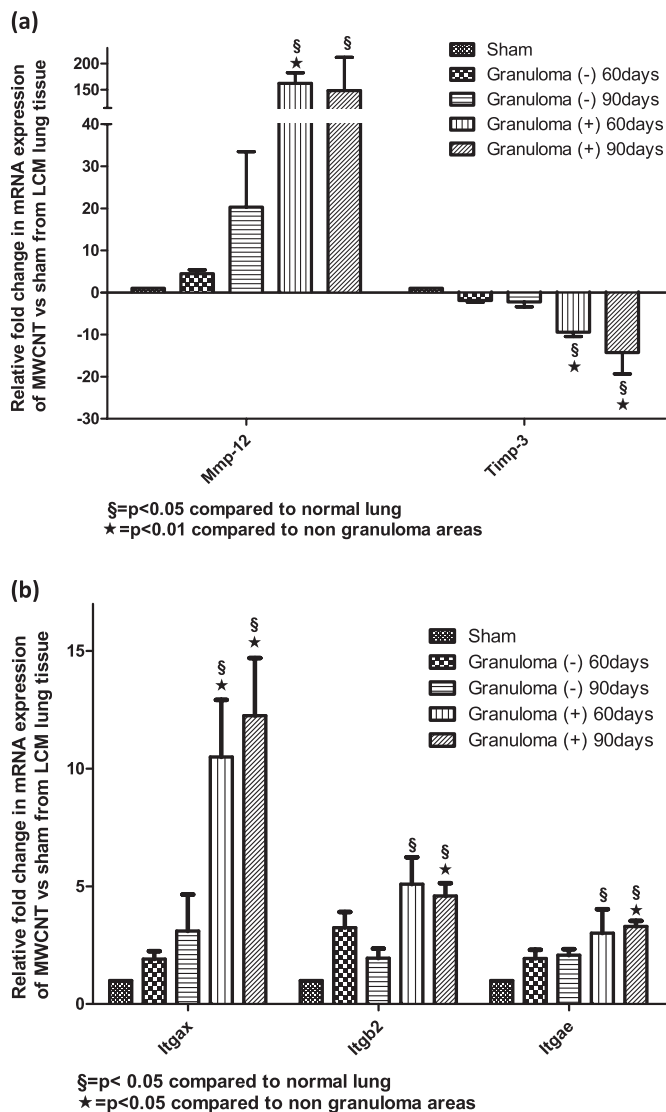 (a)
Relative fold change in mRNA expression
of MWCNT vs sham from LCM lung tissue
200
150
40
30
20
10
0
-10
-20
-30
§
★
§
§
★
§
★
Sham
Granuloma (-) 60days
Granuloma (-) 90days
Granuloma (+) 60days
Granuloma (+) 90days
Mmp-12
Timp-3
§=p<0.05 compared to normal lung
★=p<0.01 compared to non granuloma areas
(b)
Relative fold change in mRNA expression
of MWCNT vs sham from LCM lung tissue
15
10
5
0
§
★
§
★
§
§
★
§
§
★
Sham
Granuloma (-) 60days
Granuloma (-) 90days
Granuloma (+) 60days
Granuloma (+) 90days
Itgax
Itgb2
Itgae
§=p< 0.05 compared to normal lung
★=p<0.05 compared to non granuloma areas